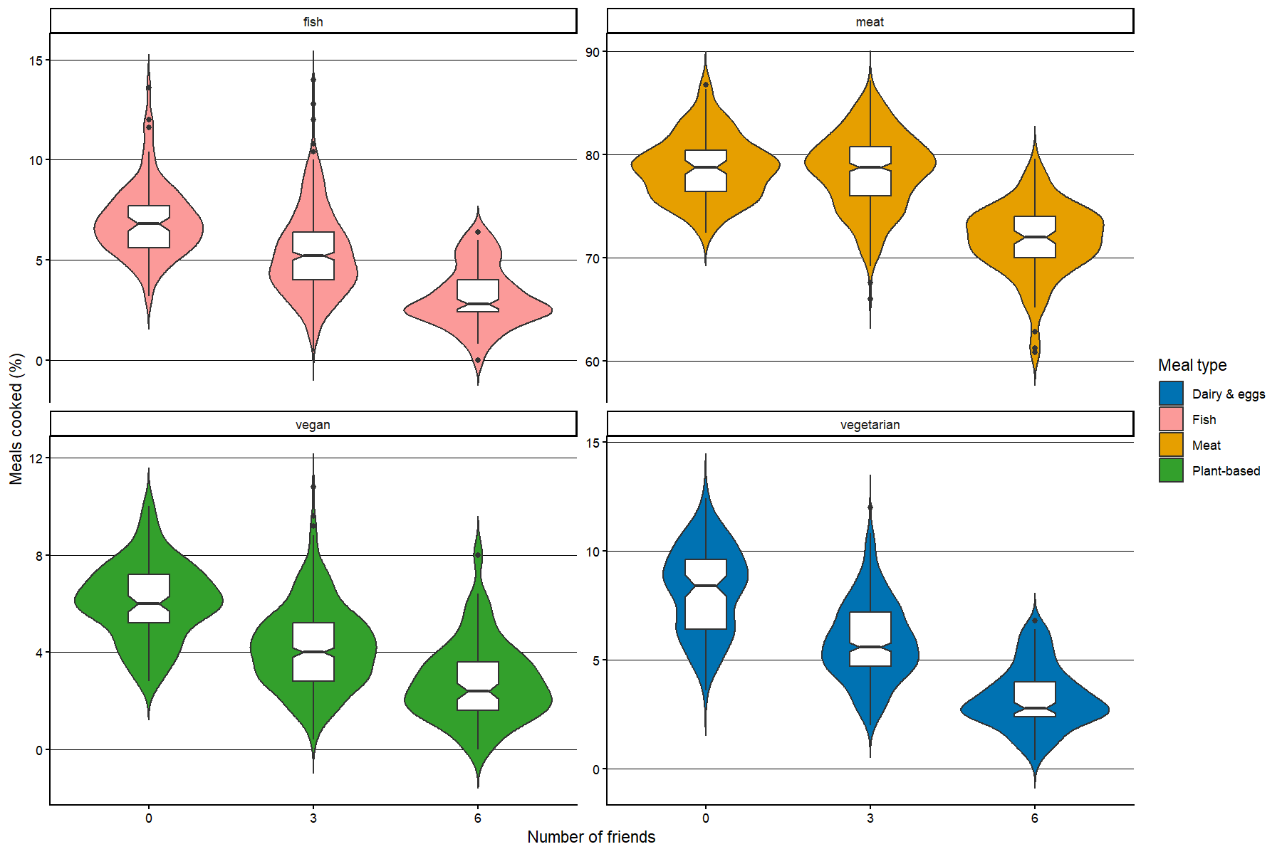 fish
meat
15
10
5
0
90
80
70
60
vegan
vegetarian
12
8
4
0
15
10
5
0
0
3
6
0
3
6
Meals cooked (%)
Number of friends
Meal type
Dairy & eggs
Fish
Meat
Plant-based